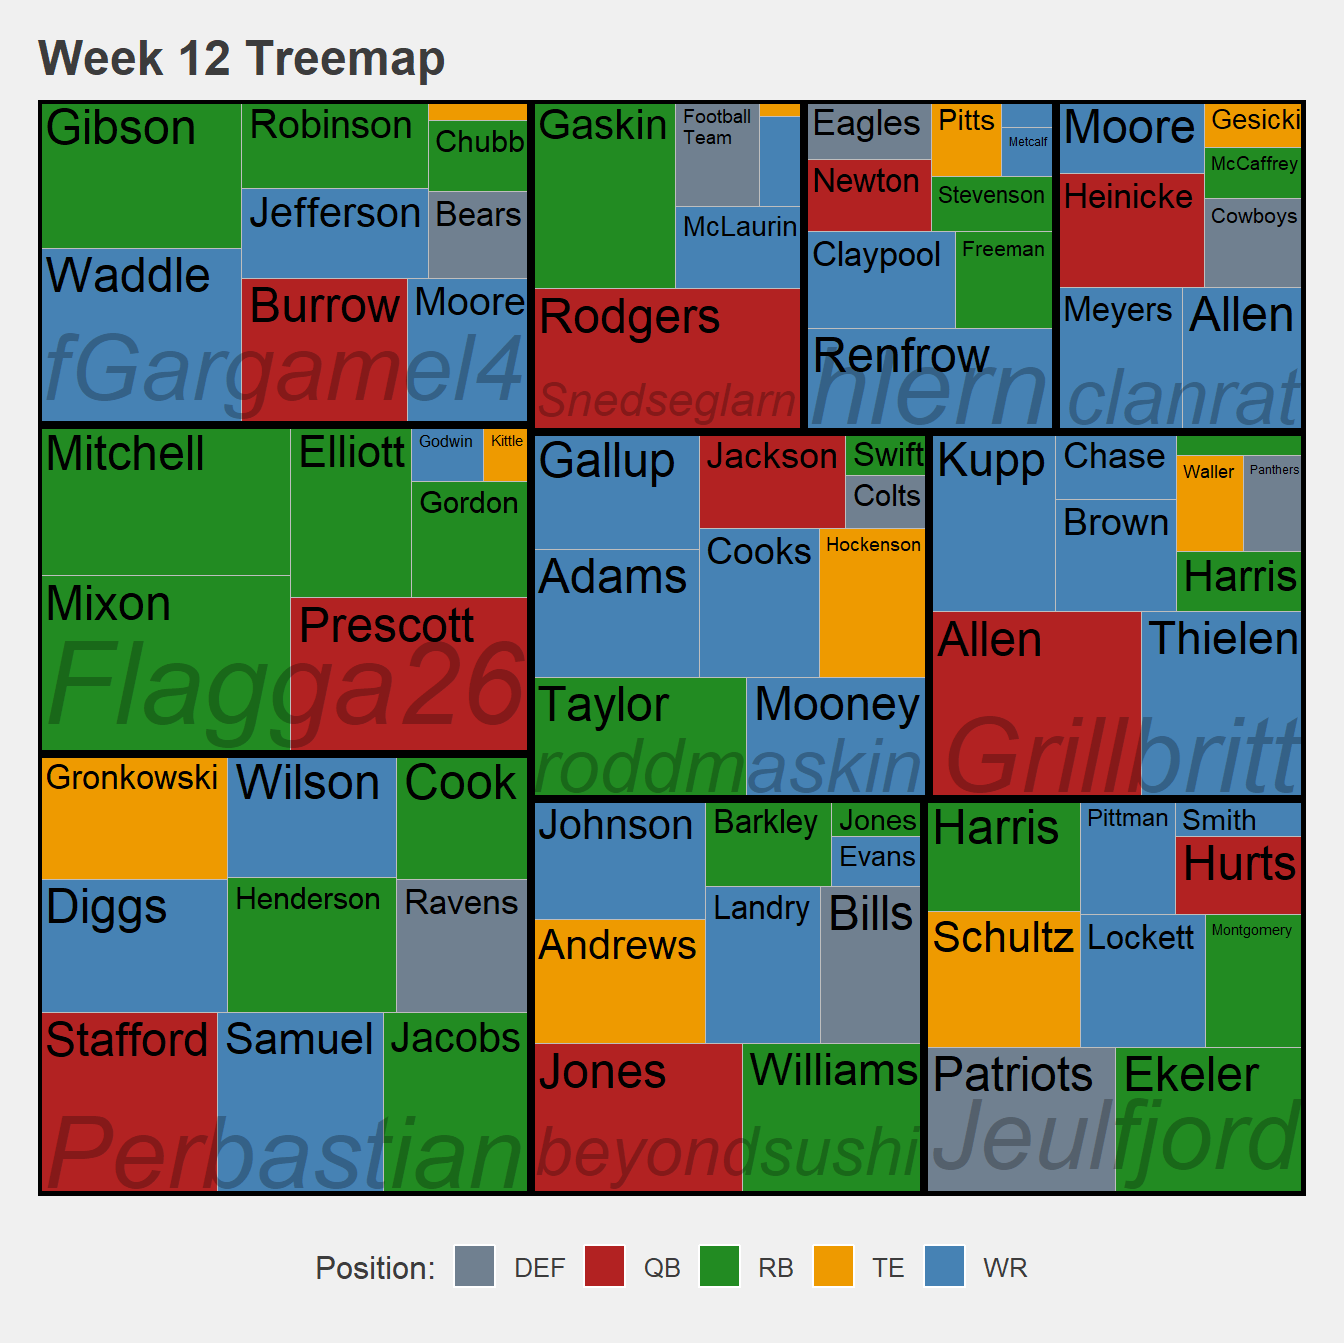 Week 12 Treemap
Gibson
Robinson
Chubb
Jefferson
Bears
Waddle
Burrow
Moore
fGargamel4
Gaskin
Football
Team
McLaurin
Rodgers
Snedseglarn
Eagles
Pitts
Metcalf
Newton
Stevenson
Claypool
Freeman
Renfrow
hlern
Moore
Gesicki
McCaffrey
Heinicke
Cowboys
Meyers
Allen
clanrat
Mitchell
Elliott
Godwin
Kittle
Gordon
Mixon
Prescott
Flagga26
Gallup
Jackson
Swift
Colts
Adams
Cooks
Hockenson
Taylor
Mooney
roddmaskin
Kupp
Chase
Waller
Panthers
Brown
Harris
Allen
Thielen
Grillbritt
Gronkowski
Wilson
Cook
Diggs
Henderson
Ravens
Stafford
Samuel
Jacobs
Perbastian
Johnson
Barkley
Jones
Evans
Andrews
Landry
Bills
Jones
Williams
beyondsushi
Harris
Pittman
Smith
Hurts
Schultz
Lockett
Montgomery
Patriots
Ekeler
Jeulfjord
Position:
DEF
QB
RB
TE
WR